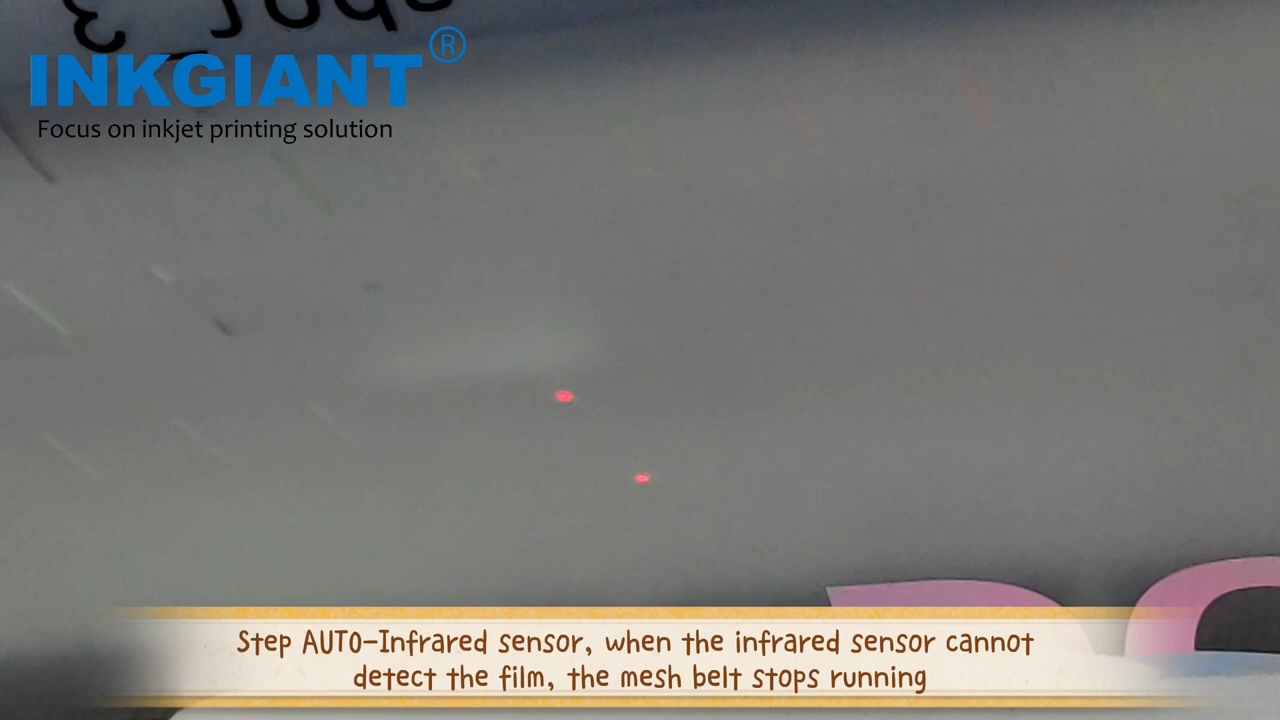 INKGIANT®
Focus on inkjet printing solution
Step AUTO-Infrared sensor, when the infrared sensor cannot
detect the film, the mesh belt stops running